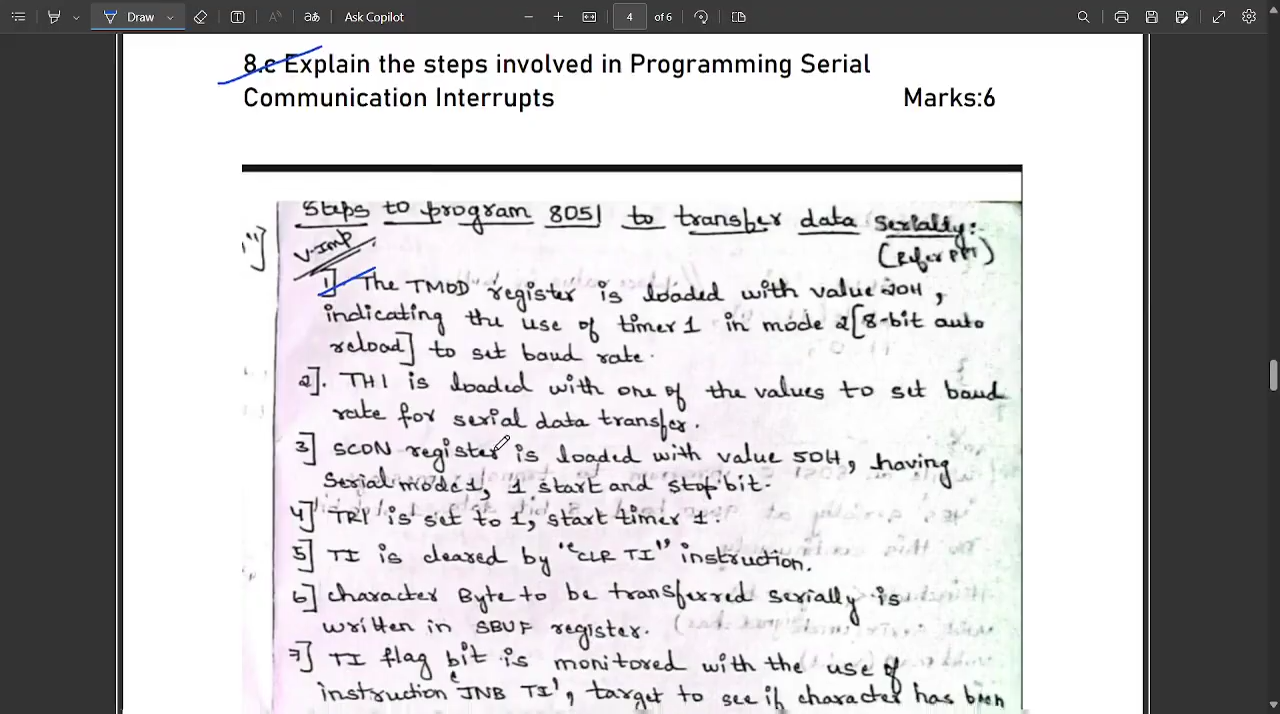 Draw
Ask Copilot
4 of 6
8.c Explain the steps involved in Programming Serial
Communication Interrupts Marks:6
Steps to program 8051 to transfer data serially:-
V.Imp (Refer PPT)
1] The TMOD register is loaded with value 20H,
indicating the use of timer 1 in mode 2[8-bit auto
reload] to set baud rate.
2]. TH1 is loaded with one of the values to set baud
rate for serial data transfer.
3] SCON register is loaded with value 50H, having
Serial mode 1, 1 start and stop bit.
4] TR1 is set to 1, start timer 1.
5] TI is cleared by "CLR TI" instruction.
6] character Byte to be transferred serially is
written in SBUF register.
7] TI flag bit is monitored with the use of
instruction 'JNB TI', target to see if character has been